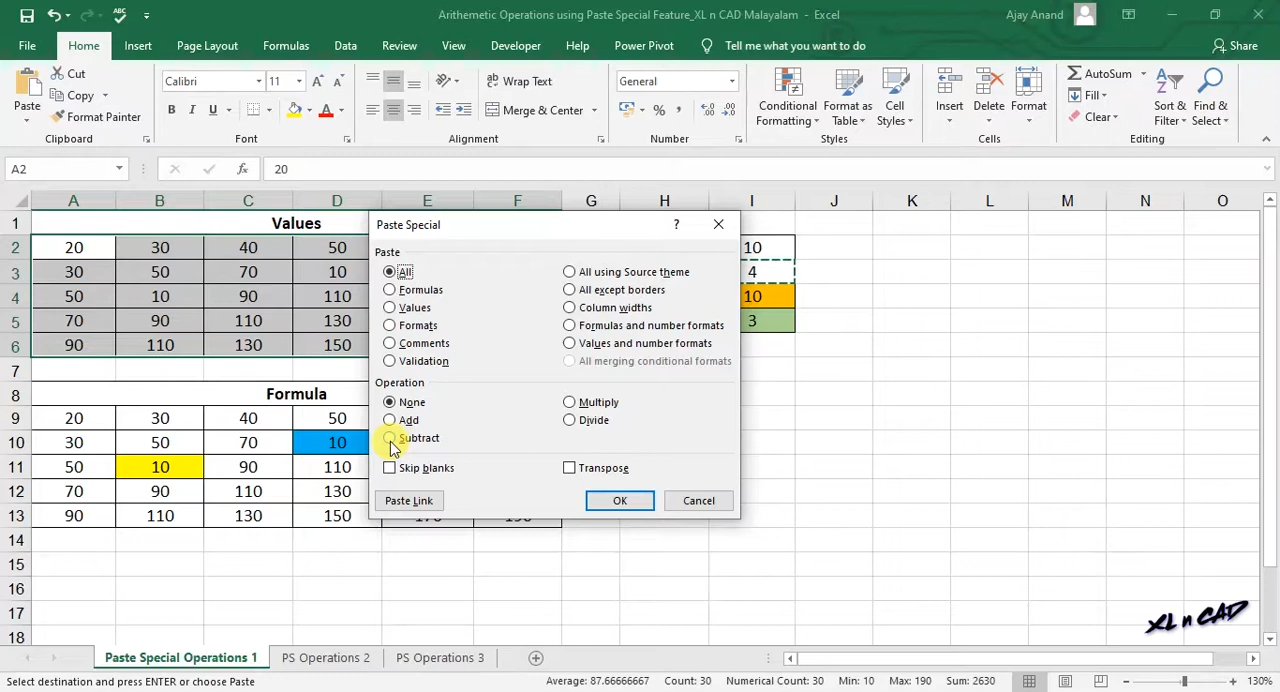 Arithemetic Operations using Paste Special Feature_XL n CAD Malayalam - Excel
Ajay Anand
File Home Insert Page Layout Formulas Data Review View Developer Help Power Pivot Tell me what you want to do Share
Paste
Cut
Copy
Format Painter
Clipboard
Calibri 11
B I U
Font
Wrap Text
Merge & Center
Alignment
General
Number
Conditional Formatting
Format as Table
Cell Styles
Styles
Insert
Delete
Format
Cells
AutoSum
Fill
Clear
Sort & Filter
Find & Select
Editing
A2 fx 20
A B C D E F G H I J K L M N O
1 Values
2 20 30 40 50 10
3 30 50 70 10 4
4 50 10 90 110 10
5 70 90 110 130 3
6 90 110 130 150
7
8 Formula
9 20 30 40 50
10 30 50 70 10
11 50 10 90 110
12 70 90 110 130
13 90 110 130 150
14
15
16
17
18
Paste Special ?
Paste
All All using Source theme
Formulas All except borders
Values Column widths
Formats Formulas and number formats
Comments Values and number formats
Validation All merging conditional formats
Operation
None Multiply
Add Divide
Subtract
Skip blanks Transpose
Paste Link OK Cancel
XL n CAD
Paste Special Operations 1 PS Operations 2 PS Operations 3
Select destination and press ENTER or choose Paste Average: 87.66666667 Count: 30 Numerical Count: 30 Min: 10 Max: 190 Sum: 2630 130%